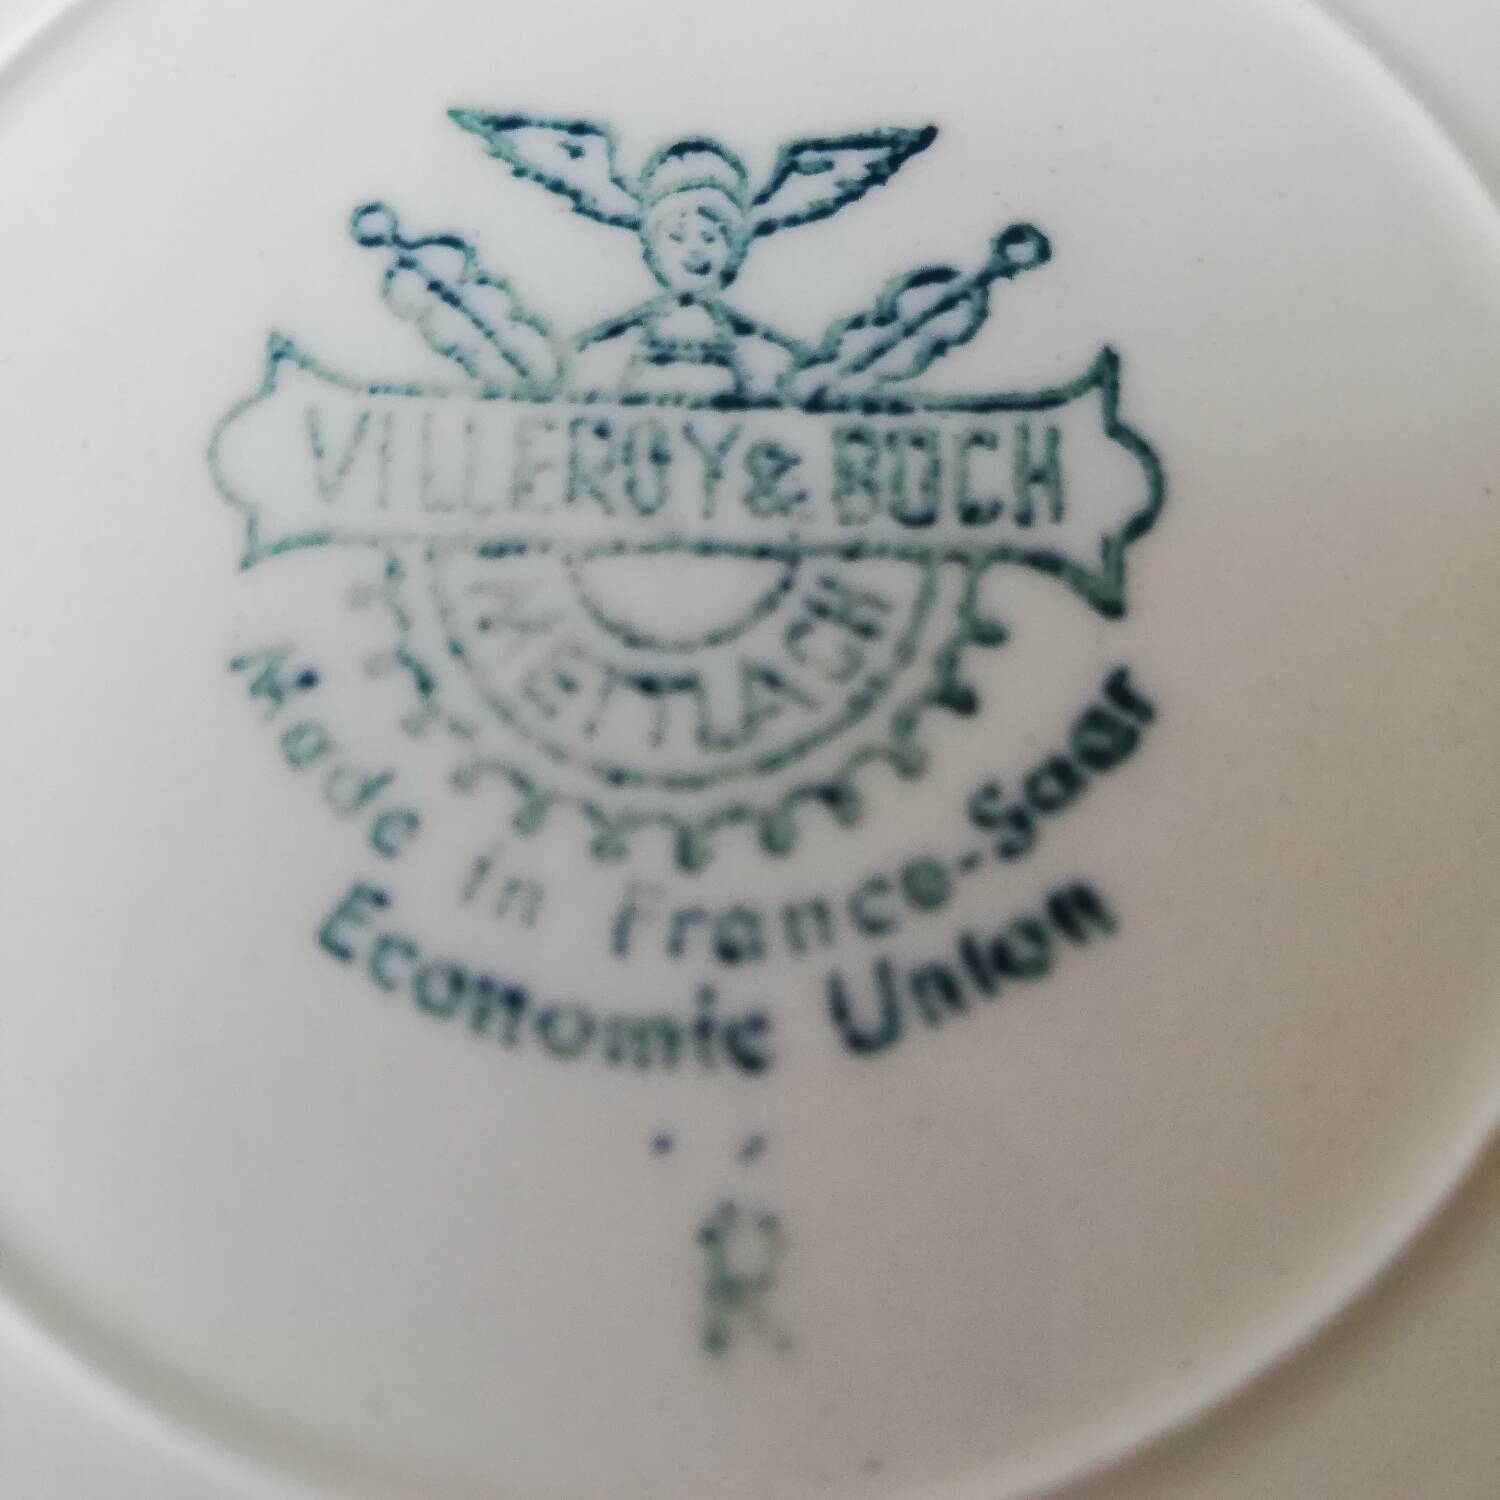 VILLEROY & BOCH
METTLACH
Made in France-Saar
Economic Union
R